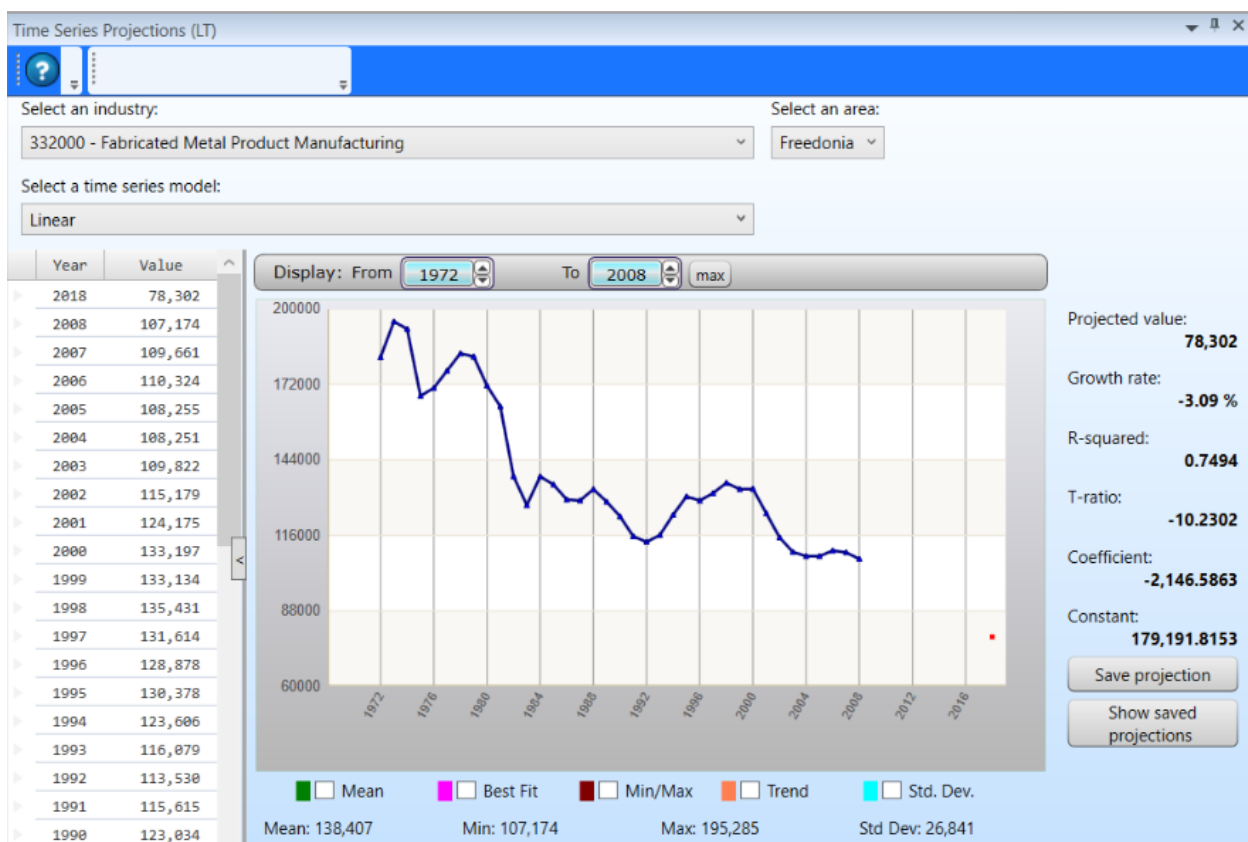 Time Series Projections (LT)
?
Select an industry: Select an area:
332000 - Fabricated Metal Product Manufacturing Freedonia
Select a time series model:
Linear
Year Value
2018 78,302
2008 107,174
2007 109,661
2006 110,324
2005 108,255
2004 108,251
2003 109,822
2002 115,179
2001 124,175
2000 133,197
1999 133,134
1998 135,431
1997 131,614
1996 128,878
1995 130,378
1994 123,606
1993 116,079
1992 113,530
1991 115,615
1990 123,034
<
Display: From 1972 To 2008 max
200000
172000
144000
116000
88000
60000
1972 1976 1980 1984 1988 1992 1996 2000 2004 2008 2012 2016
Mean Best Fit Min/Max Trend Std. Dev.
Mean: 138,407 Min: 107,174 Max: 195,285 Std Dev: 26,841
Projected value:
78,302
Growth rate:
-3.09 %
R-squared:
0.7494
T-ratio:
-10.2302
Coefficient:
-2,146.5863
Constant:
179,191.8153
Save projection
Show saved
projections